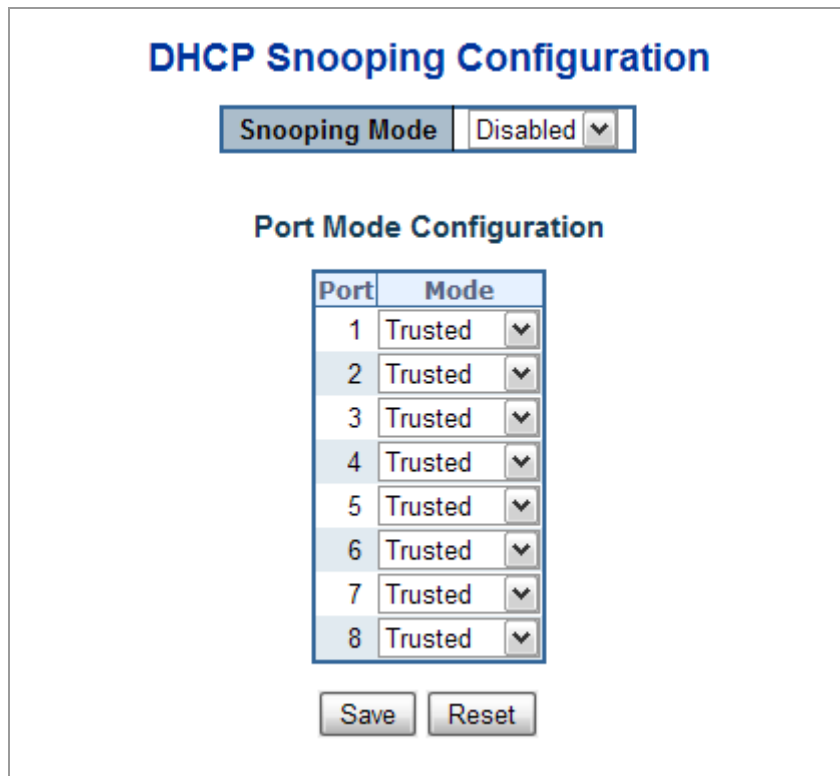 DHCP Snooping Configuration
Snooping Mode Disabled
Port Mode Configuration
Port Mode
1 Trusted
2 Trusted
3 Trusted
4 Trusted
5 Trusted
6 Trusted
7 Trusted
8 Trusted
Save Reset